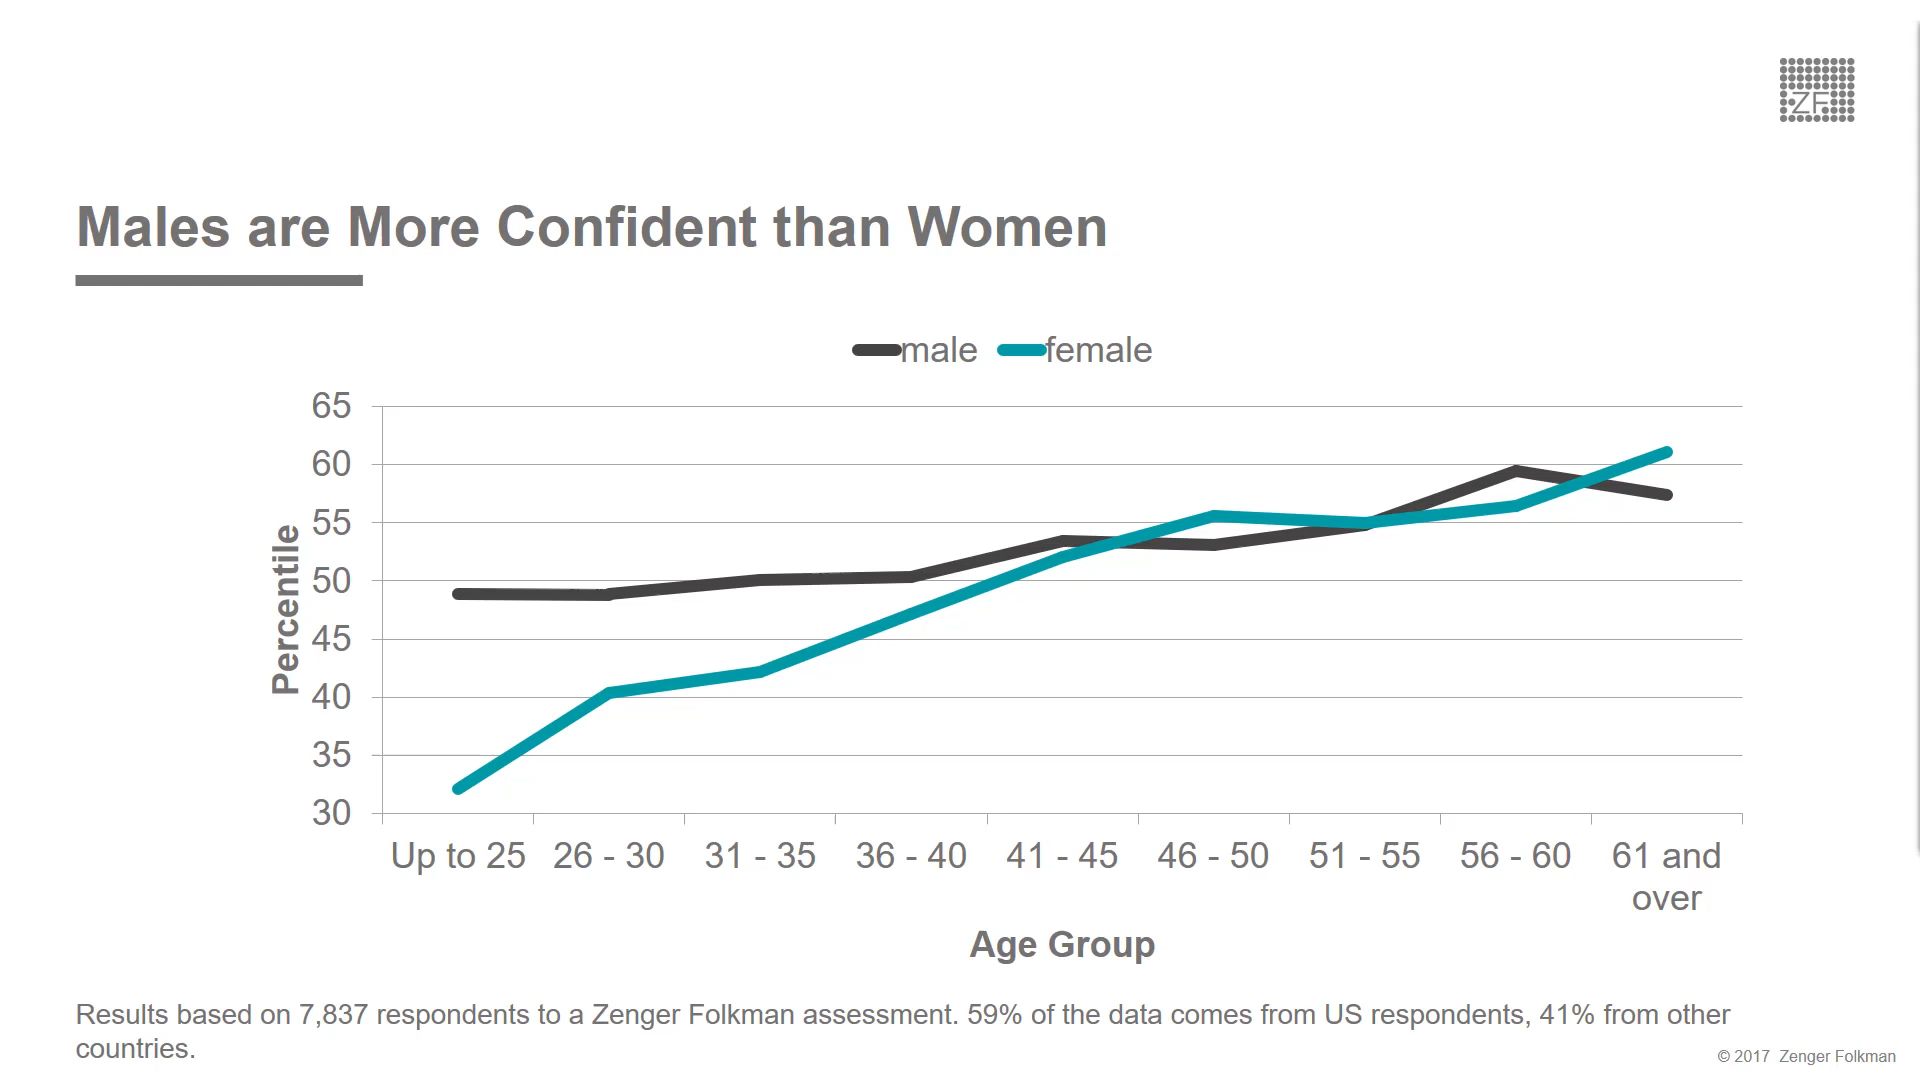 ZF
Males are More Confident than Women
male female
65
60
55
50
45
40
35
30
Percentile
Up to 25 26 - 30 31 - 35 36 - 40 41 - 45 46 - 50 51 - 55 56 - 60 61 and
over
Age Group
Results based on 7,837 respondents to a Zenger Folkman assessment. 59% of the data comes from US respondents, 41% from other
countries.
© 2017 Zenger Folkman